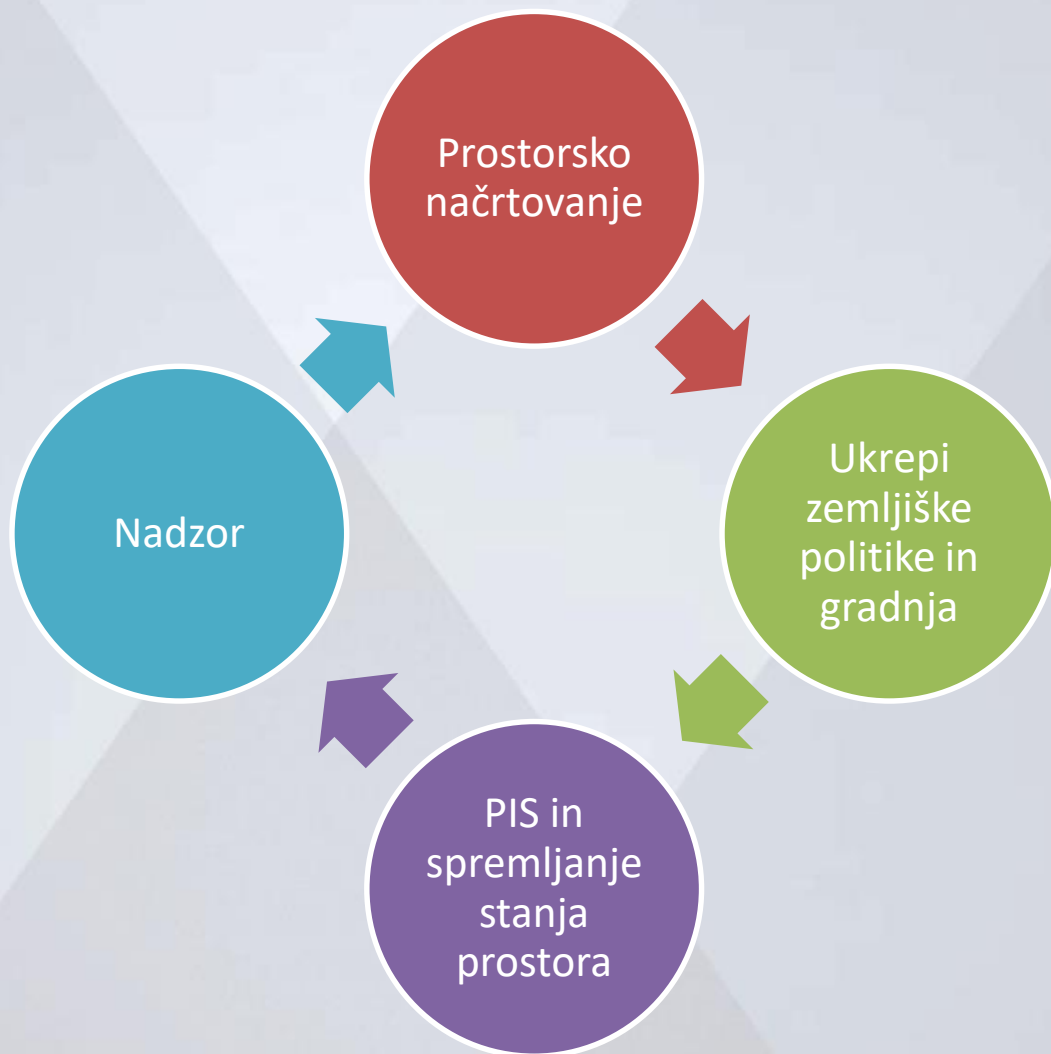 Prostorsko
načrtovanje
Ukrepi
zemljiške
politike in
gradnja
PIS in
spremljanje
stanja
prostora
Nadzor